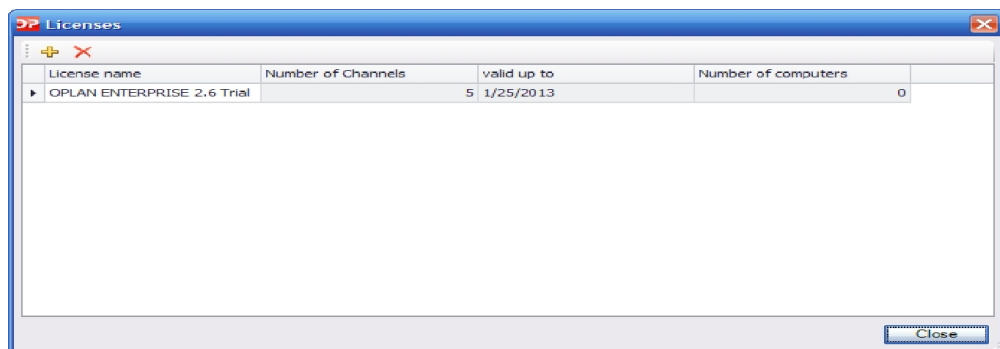 OP Licenses
License name Number of Channels valid up to Number of computers
OPLAN ENTERPRISE 2.6 Trial 5 1/25/2013 0
Close